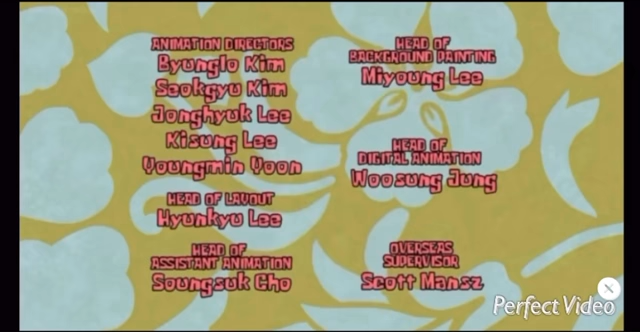 ANIMATION DIRECTORS
Byunglo Kim
Seokgyu Kim
Jonghyuk Lee
Kisung Lee
Youngmin Yoon
HEAD OF LAYOUT
Hyunkyu Lee
HEAD OF
ASSISTANT ANIMATION
Soungsuk Cho
HEAD OF
BACKGROUND PAINTING
Miyoung Lee
HEAD OF
DIGITAL ANIMATION
Woosung Jung
OVERSEAS
SUPERVISOR
Scott Mansz
Perfect Video